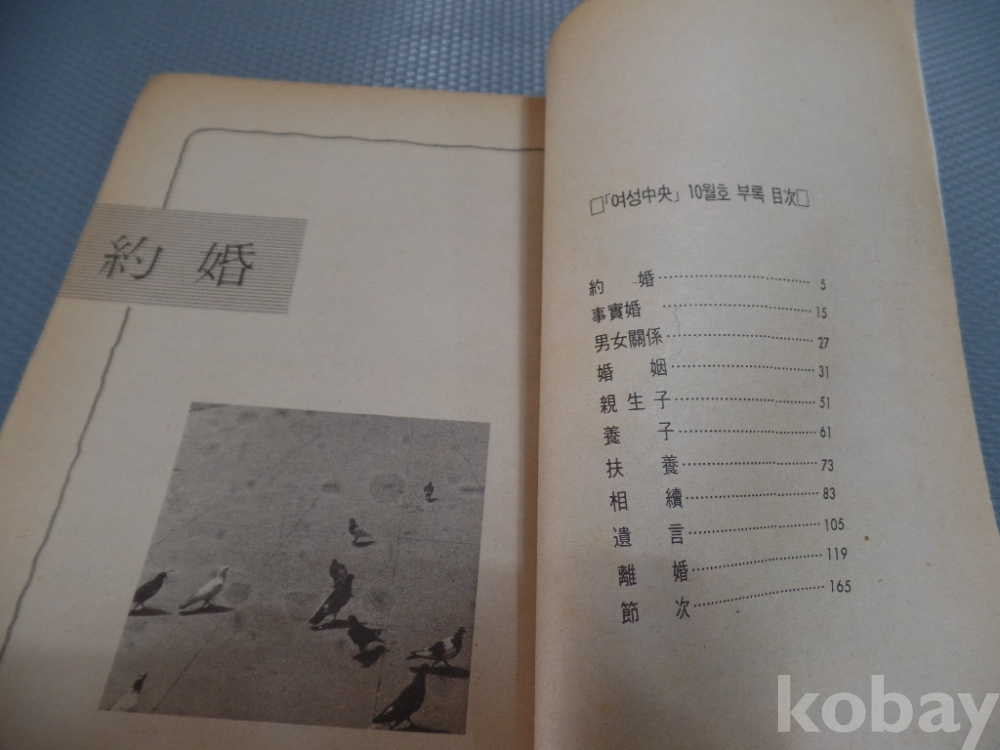 約 婚
□「여성中央」 10월호 부록 目次□
約 婚 ⋯⋯⋯⋯⋯⋯⋯⋯ 5
事實婚 ⋯⋯⋯⋯⋯⋯⋯⋯ 15
男女關係 ⋯⋯⋯⋯⋯⋯⋯⋯ 27
婚 姻 ⋯⋯⋯⋯⋯⋯⋯⋯ 31
親 生 子 ⋯⋯⋯⋯⋯⋯⋯⋯ 51
養 子 ⋯⋯⋯⋯⋯⋯⋯⋯ 61
扶 養 ⋯⋯⋯⋯⋯⋯⋯⋯ 73
相 續 ⋯⋯⋯⋯⋯⋯⋯⋯ 83
遺 言 ⋯⋯⋯⋯⋯⋯⋯⋯ 105
離 婚 ⋯⋯⋯⋯⋯⋯⋯⋯ 119
節 次 ⋯⋯⋯⋯⋯⋯⋯⋯ 165
kobay